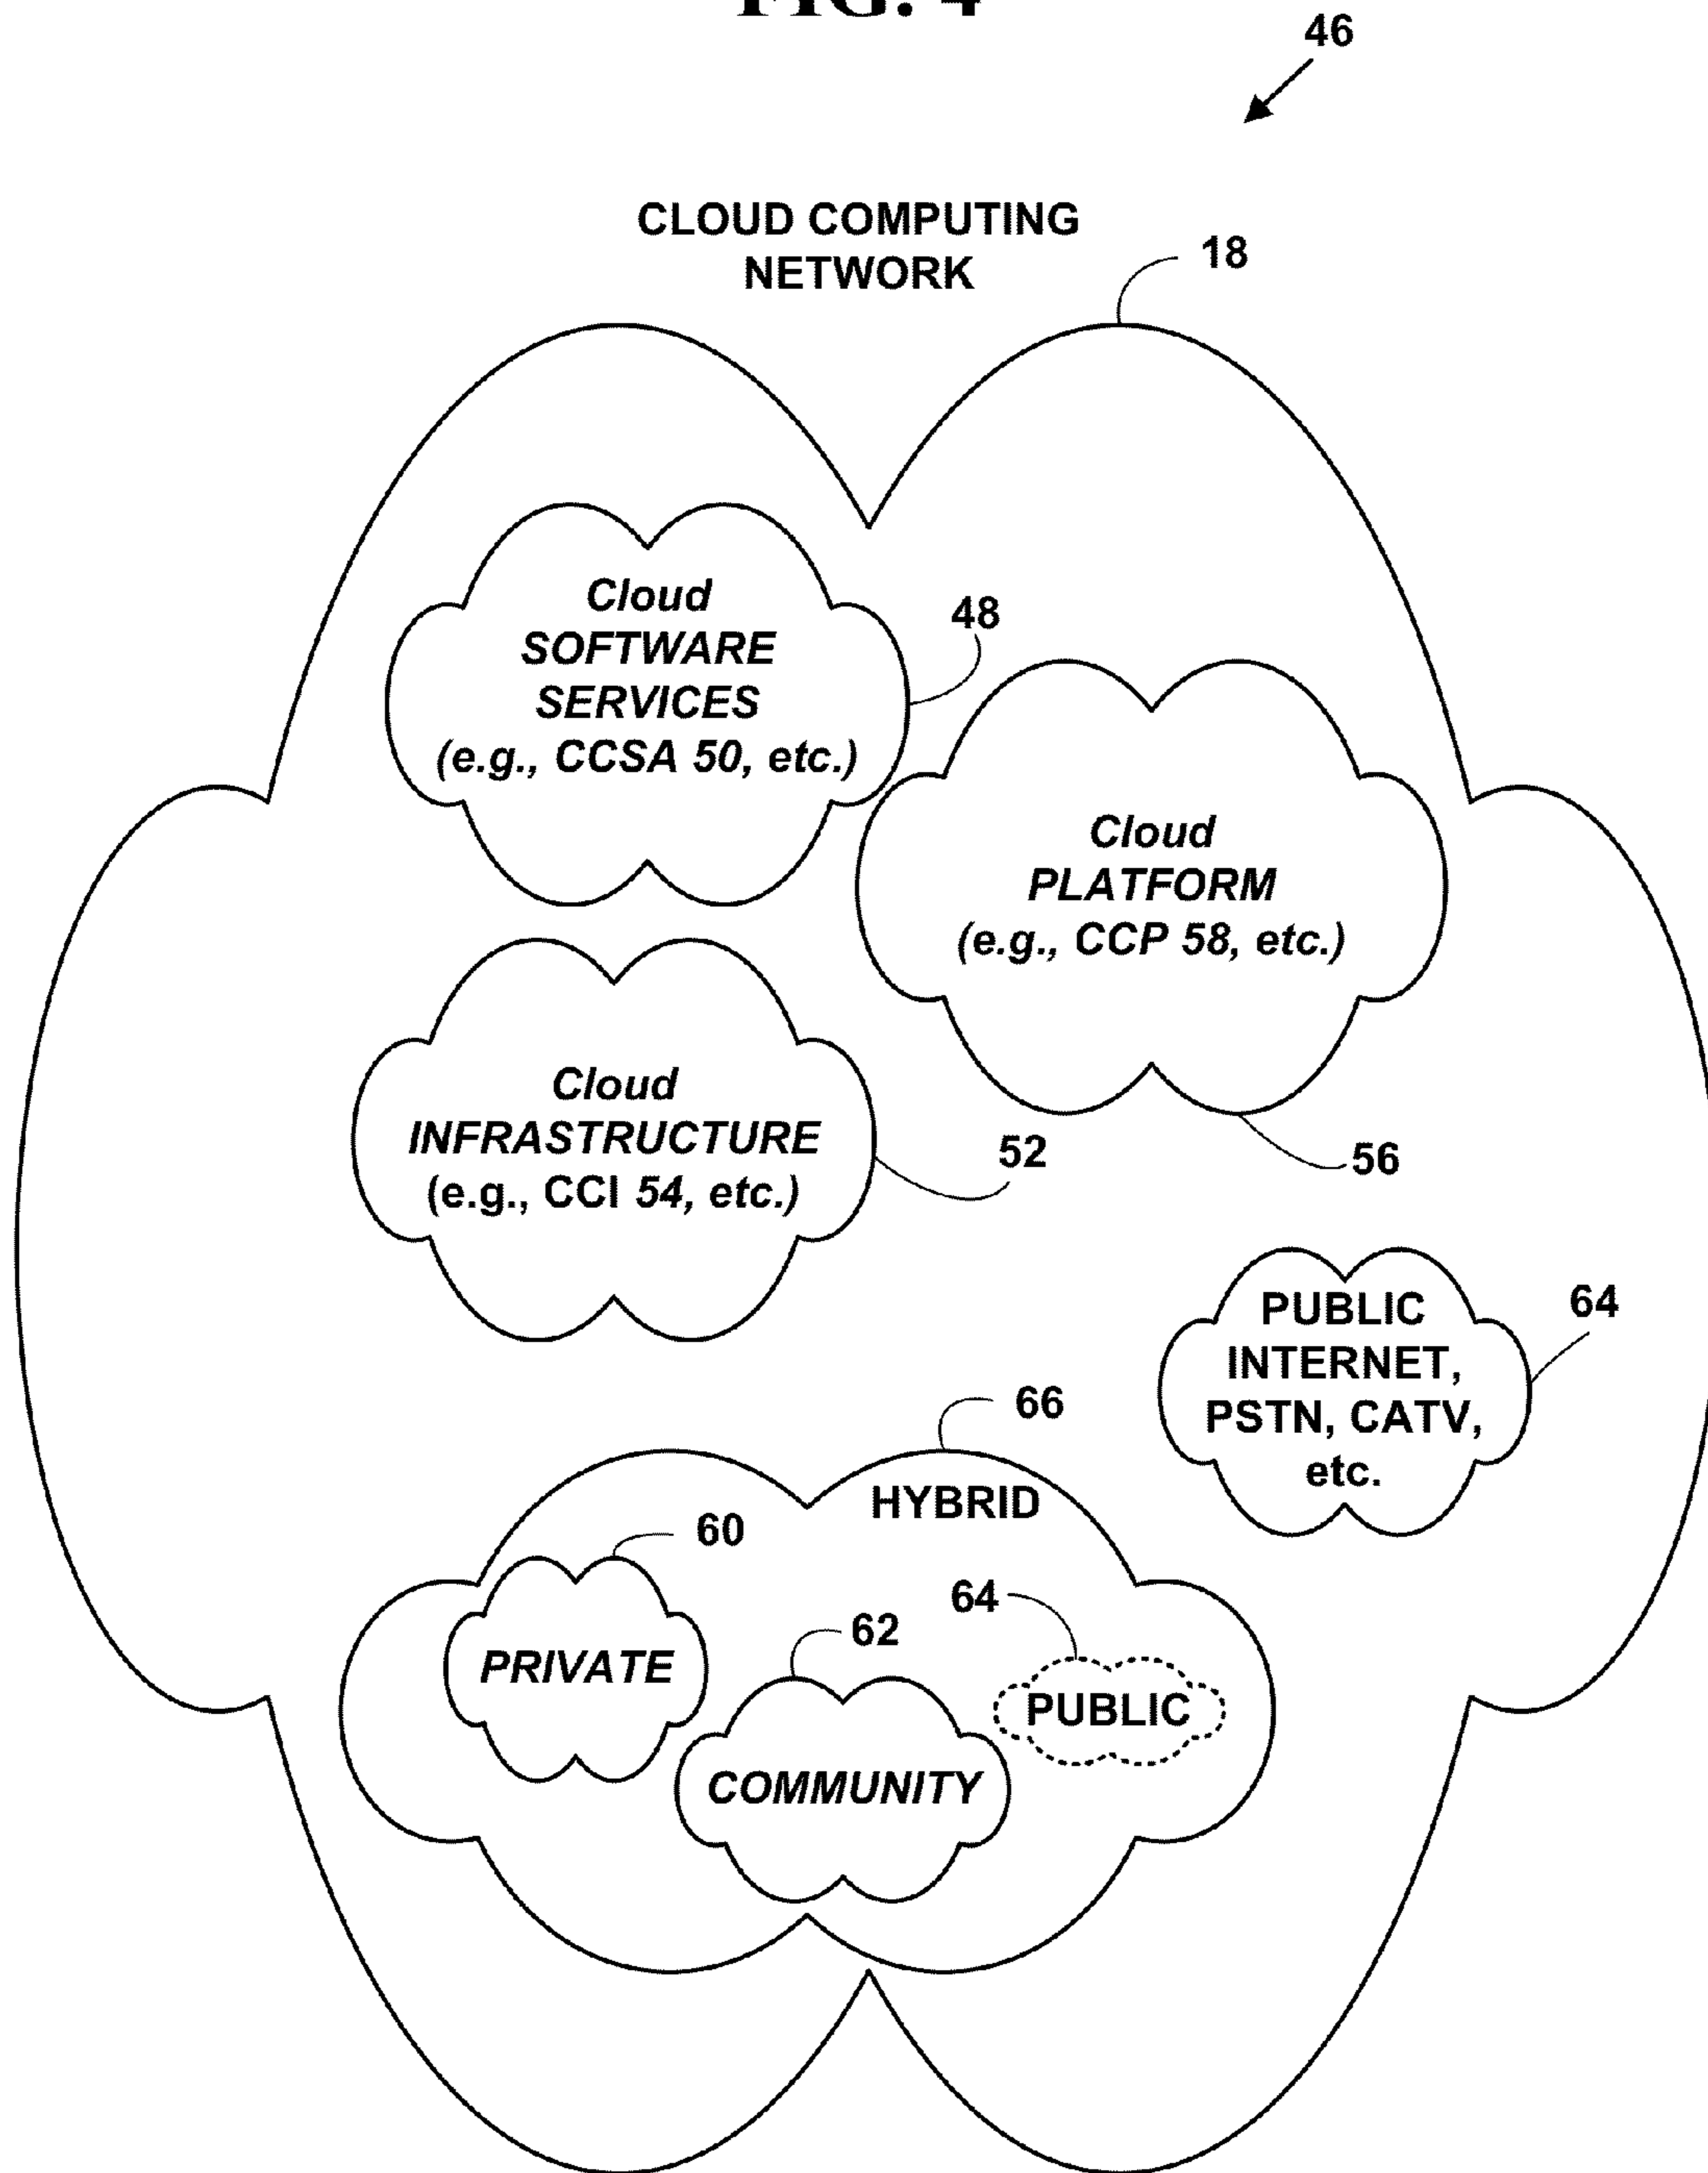 FIG. 4
46
CLOUD COMPUTING
NETWORK
18
Cloud
SOFTWARE
SERVICES
(e.g., CCSA 50, etc.)
48
Cloud
PLATFORM
(e.g., CCP 58, etc.)
56
Cloud
INFRASTRUCTURE
(e.g., CCI 54, etc.)
52
PUBLIC
INTERNET,
PSTN, CATV,
etc.
64
66
HYBRID
60
PRIVATE
62
COMMUNITY
64
PUBLIC